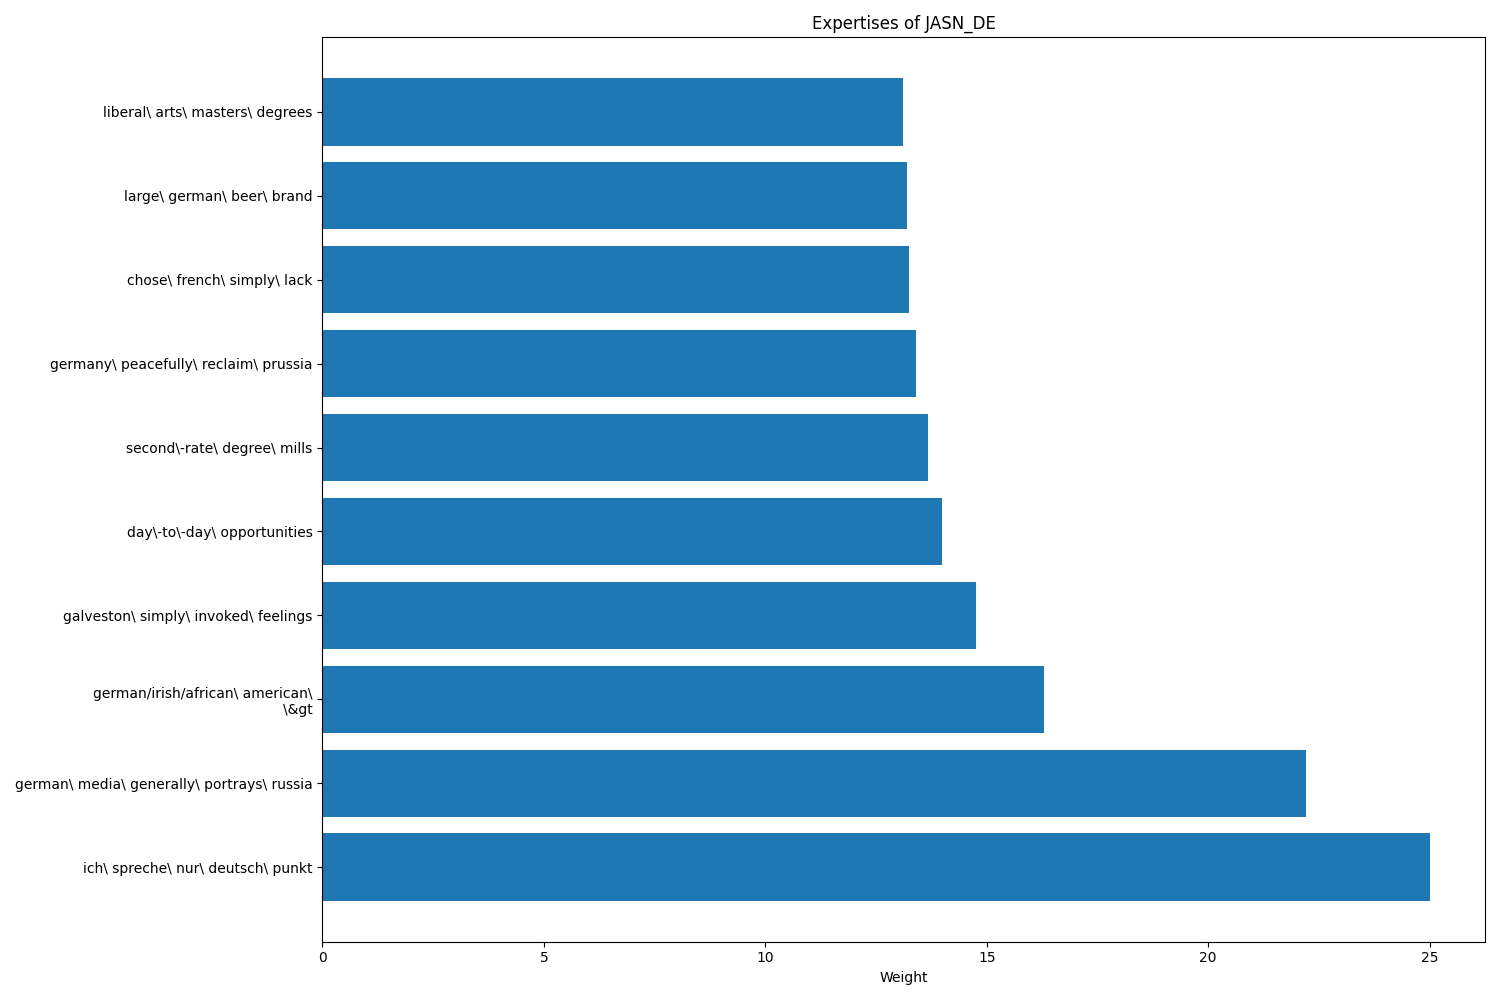 Expertises of JASN_DE
liberal\ arts\ masters\ degrees
large\ german\ beer\ brand
chose\ french\ simply\ lack
germany\ peacefully\ reclaim\ prussia
second\-rate\ degree\ mills
day\-to\-day\ opportunities
galveston\ simply\ invoked\ feelings
german/irish/african\ american\
\&gt
german\ media\ generally\ portrays\ russia
ich\ spreche\ nur\ deutsch\ punkt
0 5 10 15 20 25
Weight